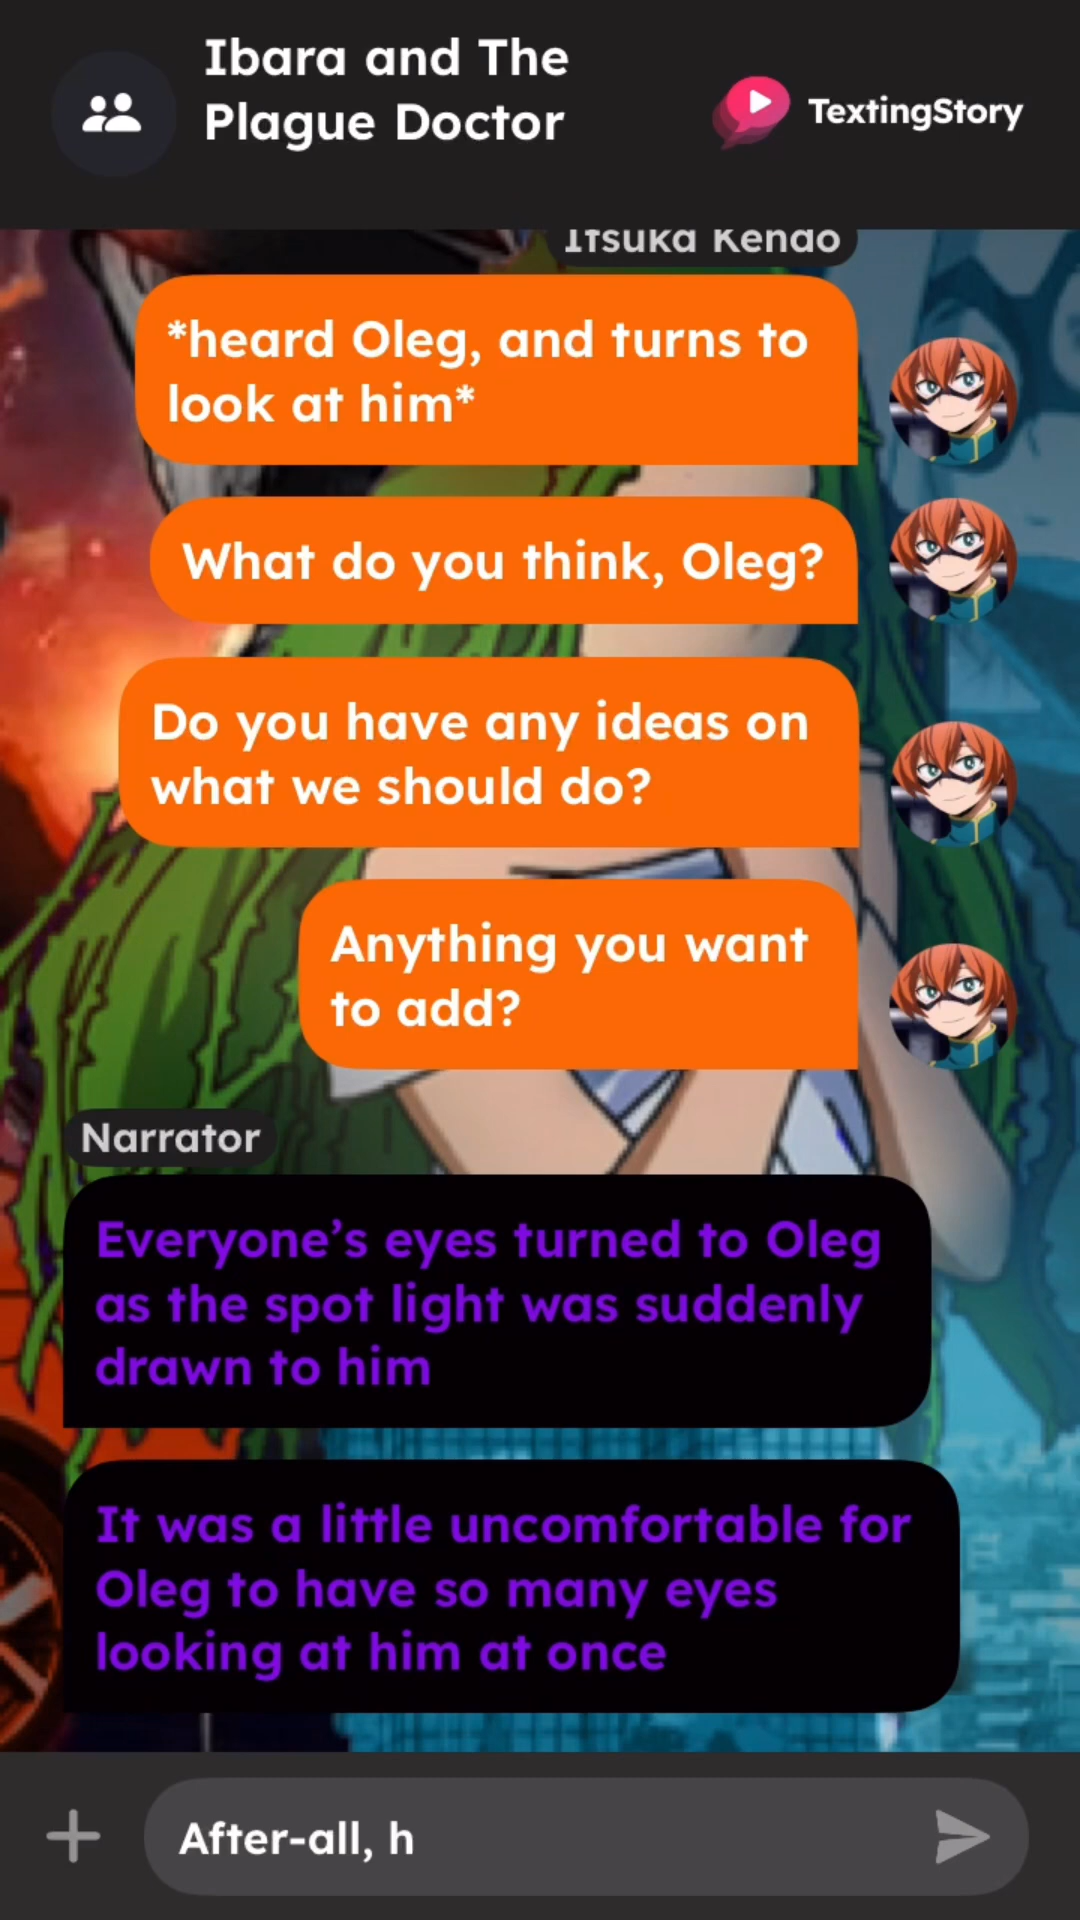 Ibara and The
Plague Doctor
TextingStory
Itsuka Kendo
*heard Oleg, and turns to
look at him*
What do you think, Oleg?
Do you have any ideas on
what we should do?
Anything you want
to add?
Narrator
Everyone’s eyes turned to Oleg
as the spot light was suddenly
drawn to him
It was a little uncomfortable for
Oleg to have so many eyes
looking at him at once
After-all, h